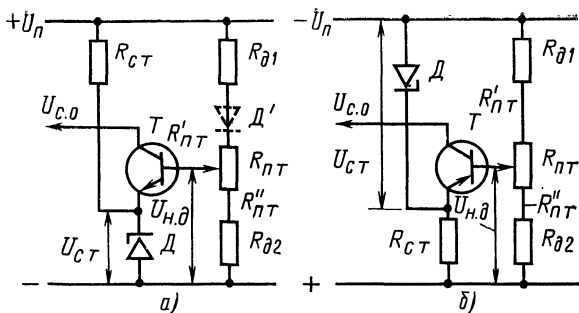 +Uп
Rст
Rд1
Д′
Uс.о
T
R′пт
Rпт
R″пт
Uн.д
Uст
Д
Rд2
−
а)
−Uп
Д
Rд1
Uс.о
T
R′пт
Uст
Rпт
Uн.д
R″пт
Rст
Rд2
+
б)